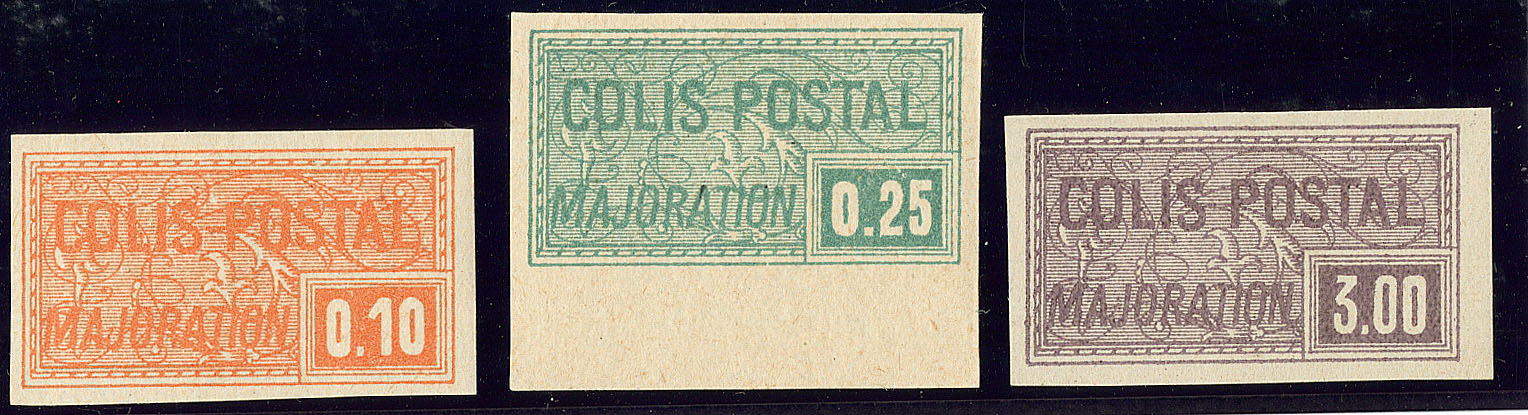 COLIS POSTAL
MAJORATION
0.10
COLIS POSTAL
MAJORATION
0.25
COLIS POSTAL
MAJORATION
3.00